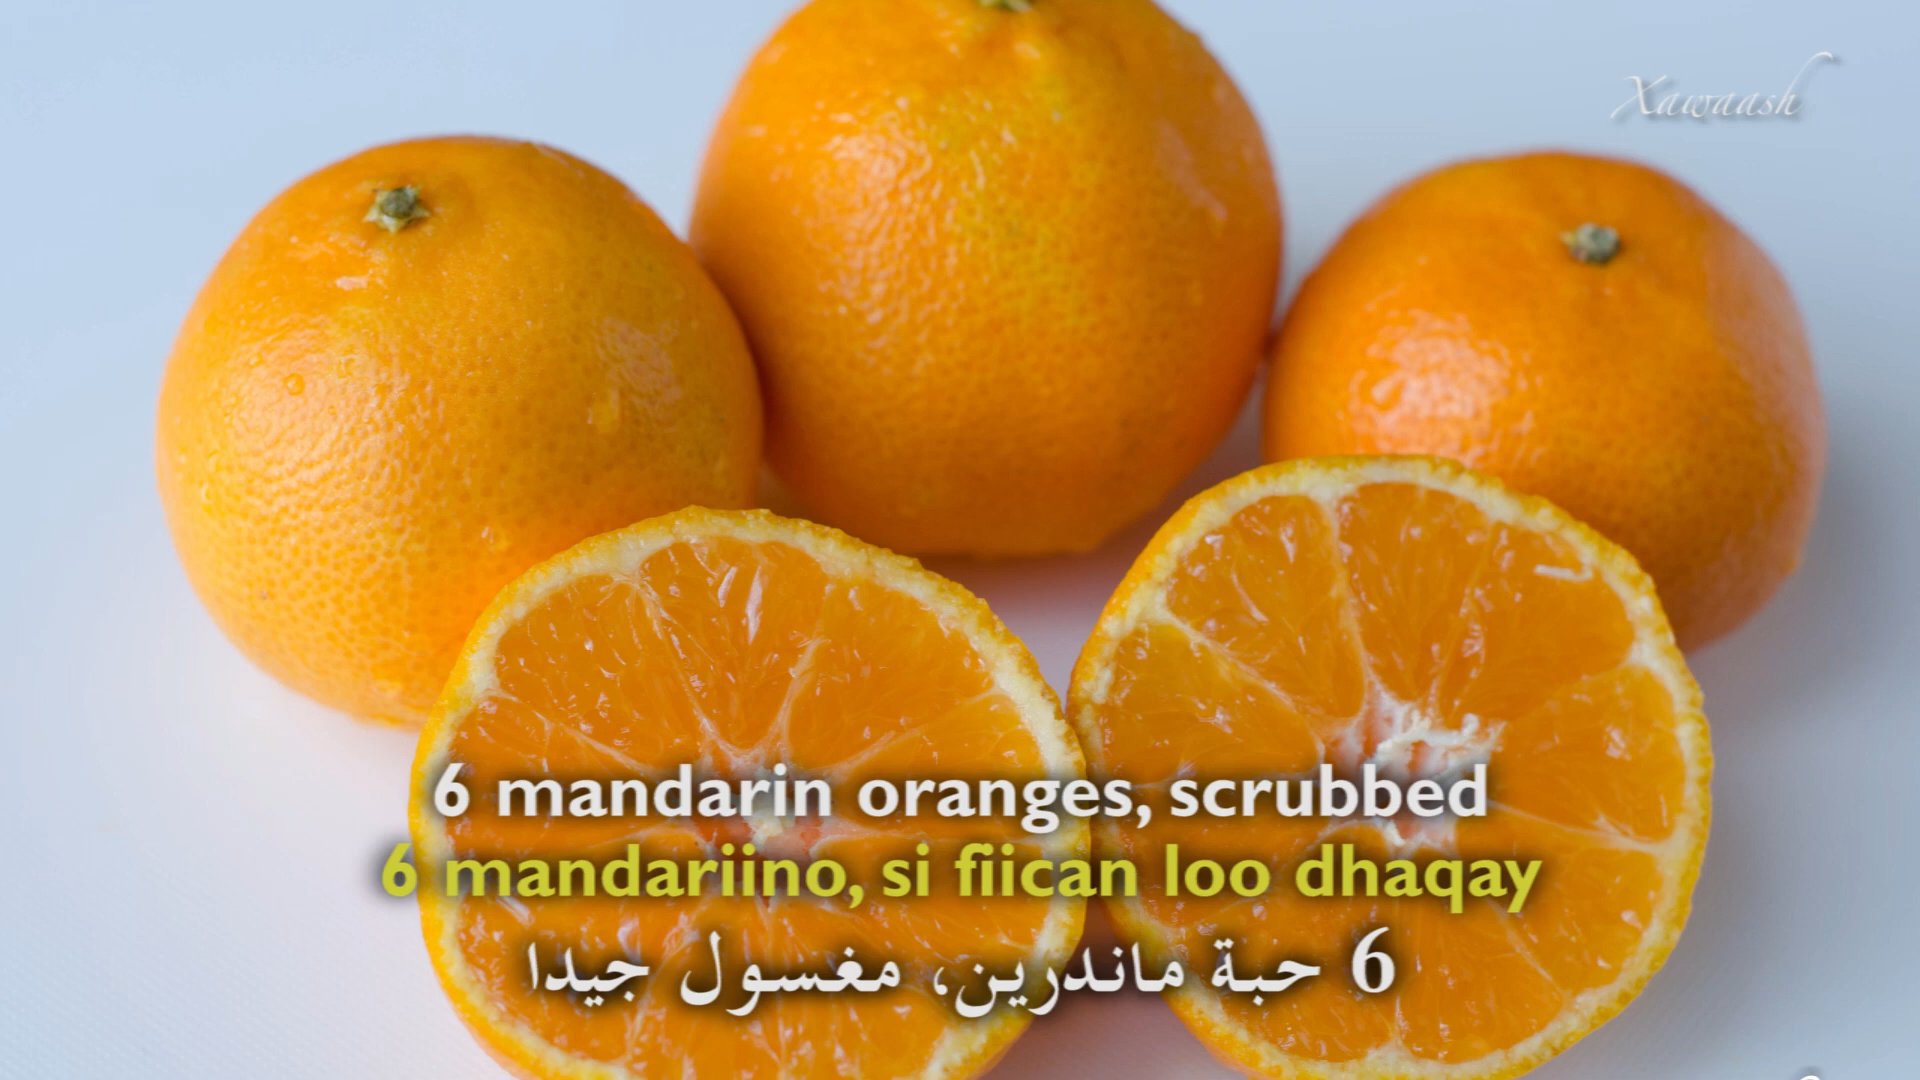 Xawaash
6 mandarin oranges, scrubbed
6 mandariino, si fiican loo dhaqay
6 حبة ماندرين، مغسول جيدا